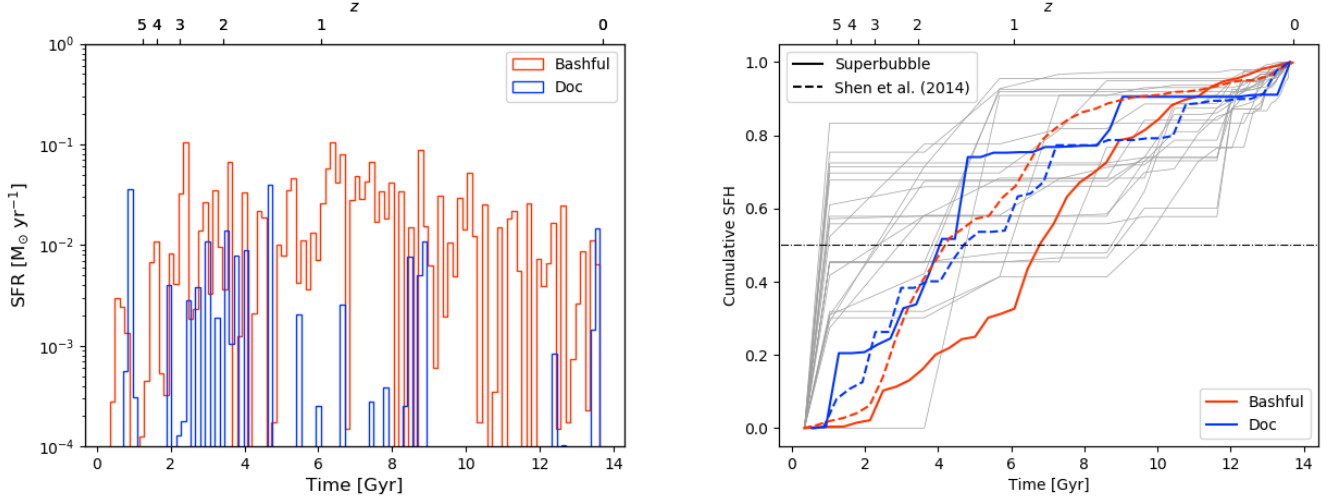 z
5 4 3 2 1 0
10⁰
10⁻¹
10⁻²
10⁻³
10⁻⁴
SFR [M⊙ yr⁻¹]
Bashful
Doc
0 2 4 6 8 10 12 14
Time [Gyr]
z
5 4 3 2 1 0
1.0
0.8
0.6
0.4
0.2
0.0
Cumulative SFH
Superbubble
Shen et al. (2014)
Bashful
Doc
0 2 4 6 8 10 12 14
Time [Gyr]